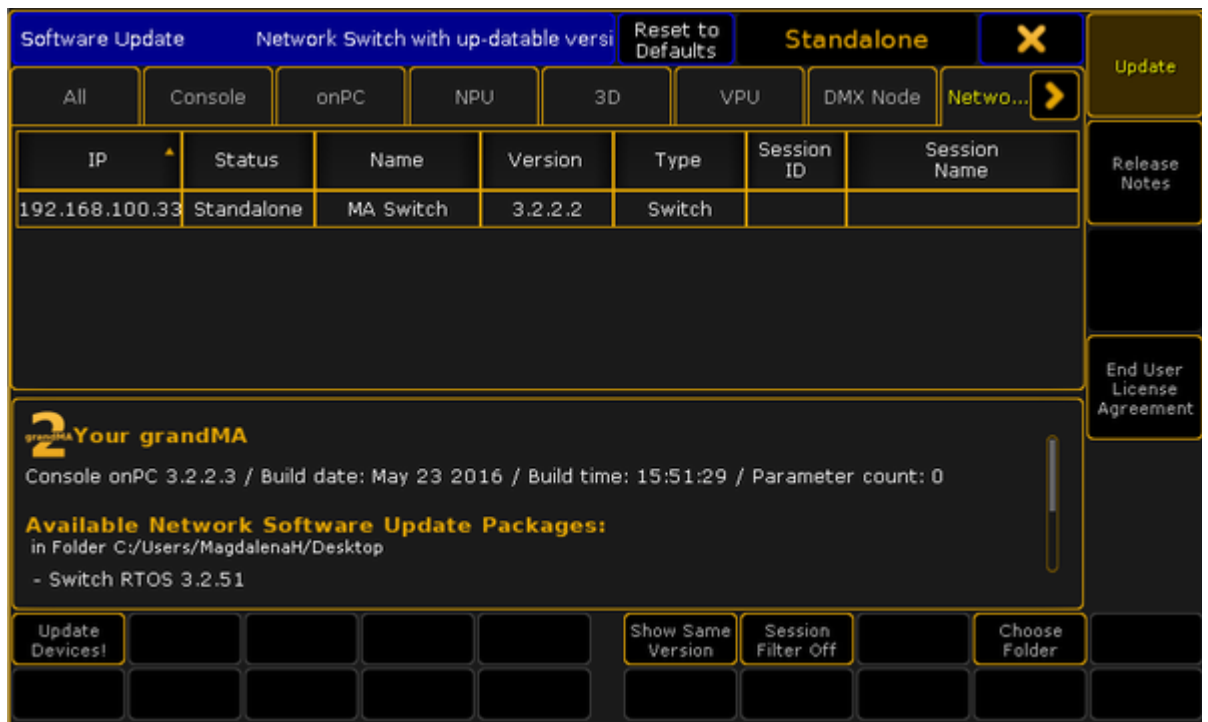 Software Update Network Switch with up-datable versi
Reset to
Defaults
Standalone
Update
All Console onPC NPU 3D VPU DMX Node Netwo...
IP Status Name Version Type
Session
ID
Session
Name
Release
Notes
192.168.100.33 Standalone MA Switch 3.2.2.2 Switch
End User
License
Agreement
grandMA 2 Your grandMA
Console onPC 3.2.2.3 / Build date: May 23 2016 / Build time: 15:51:29 / Parameter count: 0
Available Network Software Update Packages:
in Folder C:/Users/MagdalenaH/Desktop
- Switch RTOS 3.2.51
Update
Devices!
Show Same
Version
Session
Filter Off
Choose
Folder